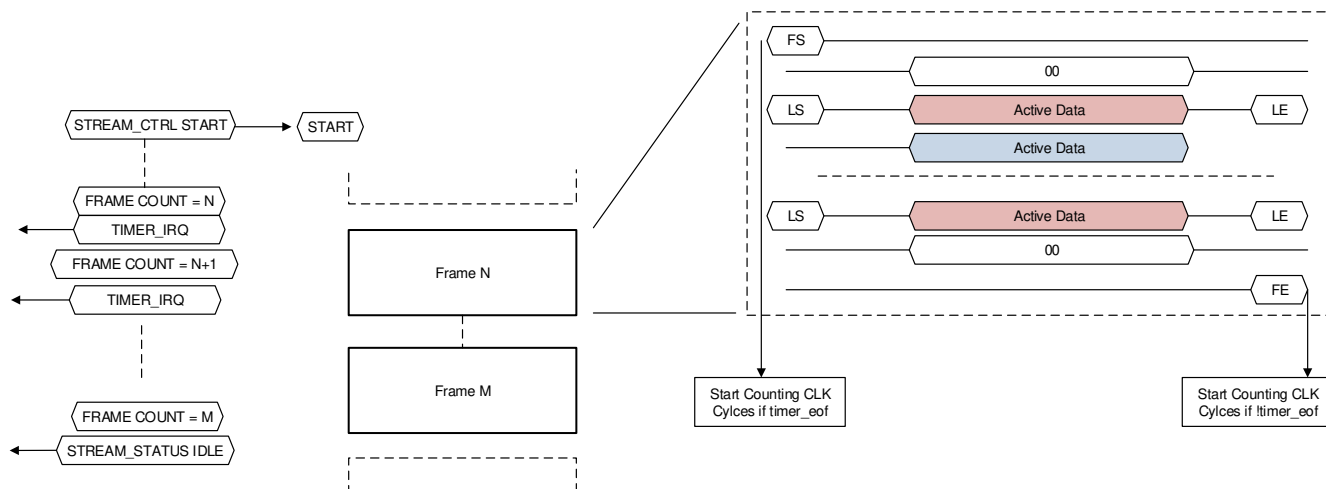 STREAM_CTRL START
START
FRAME COUNT = N
TIMER_IRQ
FRAME COUNT = N+1
TIMER_IRQ
FRAME COUNT = M
STREAM_STATUS IDLE
Frame N
Frame M
FS
00
LS
Active Data
LE
Active Data
LS
Active Data
LE
00
FE
Start Counting CLK
Cylces if timer_eof
Start Counting CLK
Cylces if !timer_eof